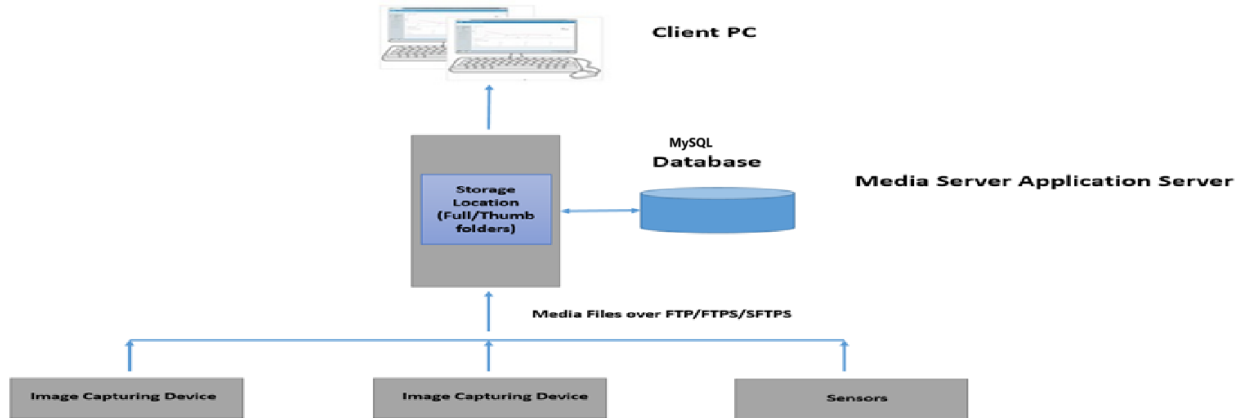 Client PC
MySQL
Database
Media Server Application Server
Storage
Location
(Full/Thumb
folders)
Media Files over FTP/FTPS/SFTPS
Image Capturing Device
Image Capturing Device
Sensors